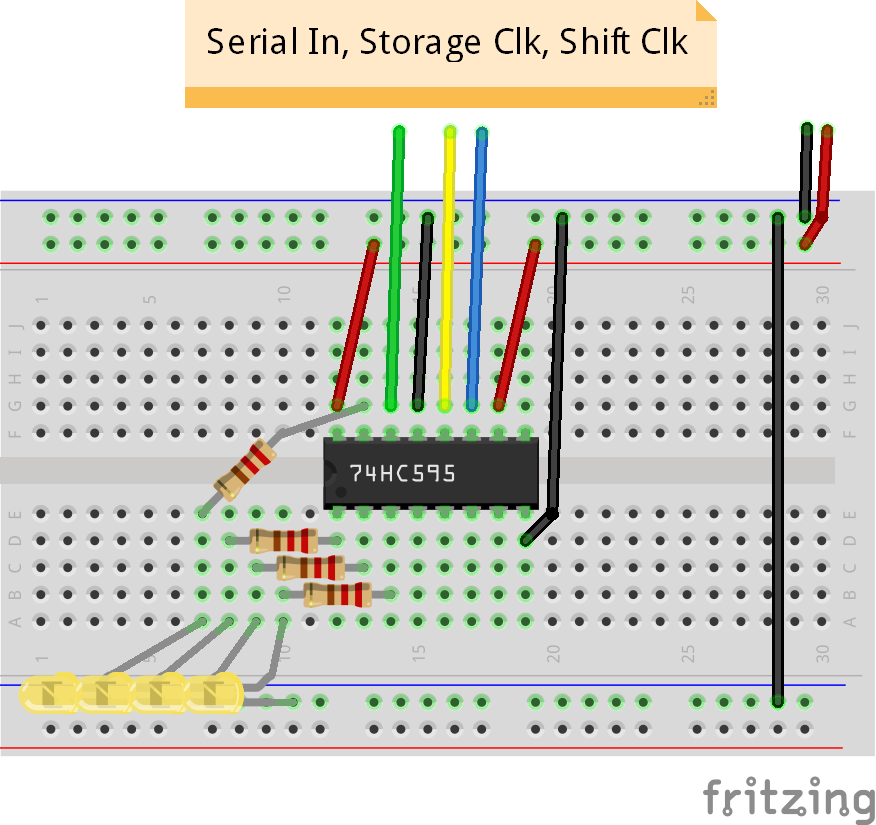 Serial In, Storage Clk, Shift Clk
1 5 10 15 20 25 30
J J
I I
H H
G G
F F
74HC595
E E
D D
C C
B B
A A
1 5 10 15 20 25 30
fritzing